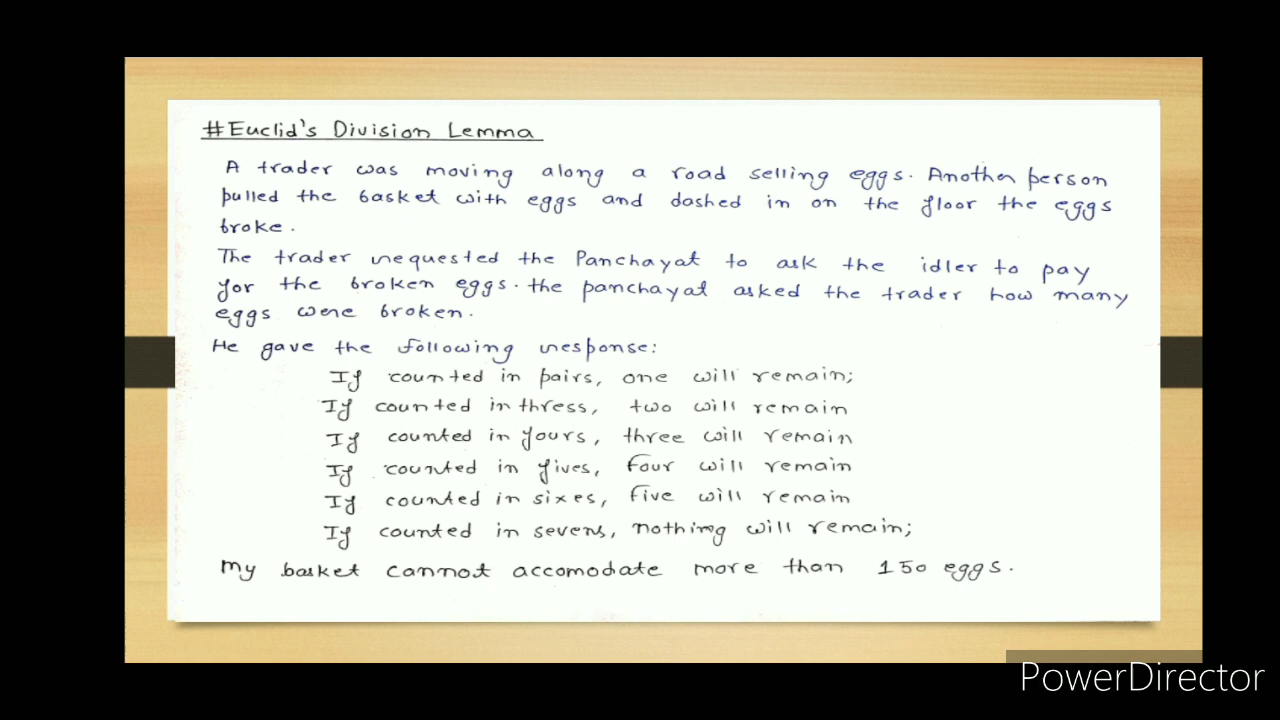 #Euclid's Division Lemma
A trader was moving along a road selling eggs. Another person
pulled the basket with eggs and dashed in on the floor the eggs
broke.
The trader requested the Panchayat to ask the idler to pay
for the broken eggs. the panchayat asked the trader how many
eggs were broken.
He gave the following response:
If counted in pairs, one will remain;
If counted in thress, two will remain
If counted in fours, three will remain
If counted in fives, four will remain
If counted in sixes, five will remain
If counted in sevens, nothing will remain;
My basket cannot accomodate more than 150 eggs.
PowerDirector